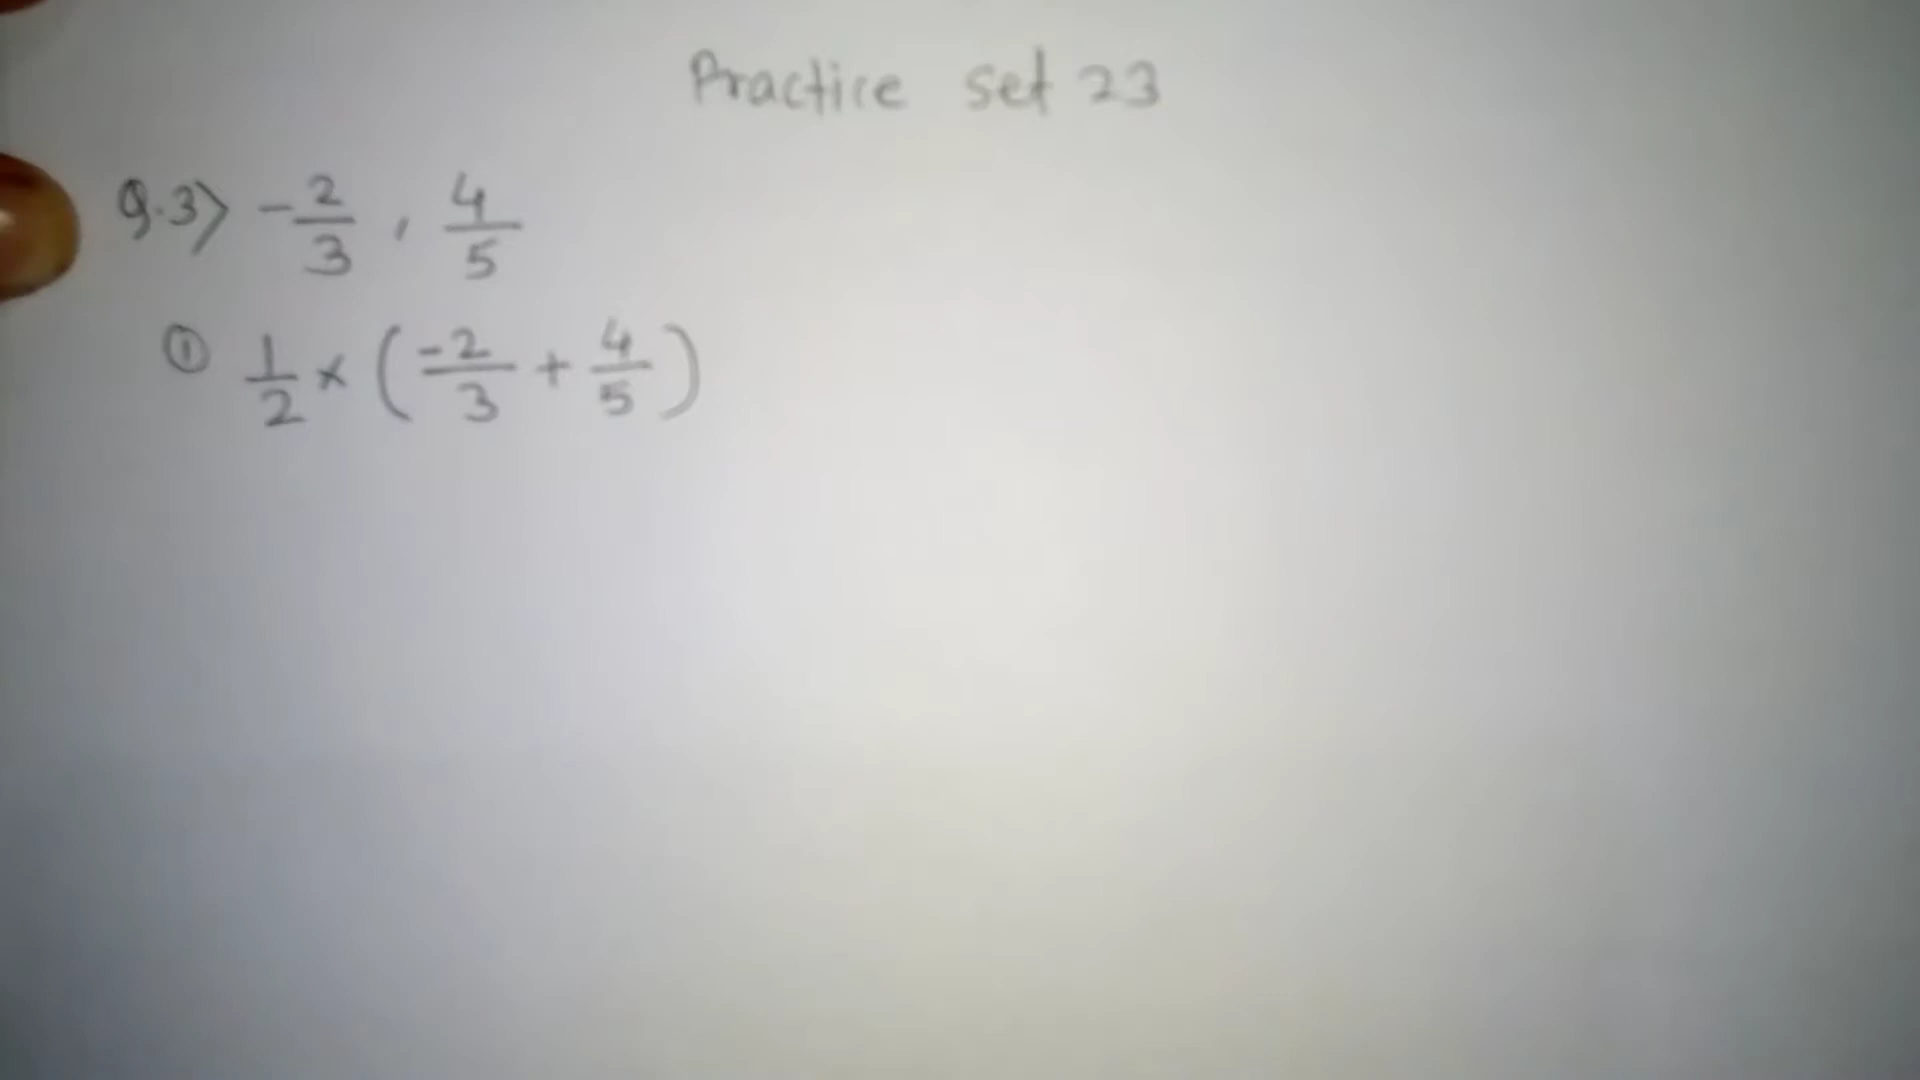 Practice set 23
Q.3> -2/3 , 4/5
① 1/2 × (-2/3 + 4/5)